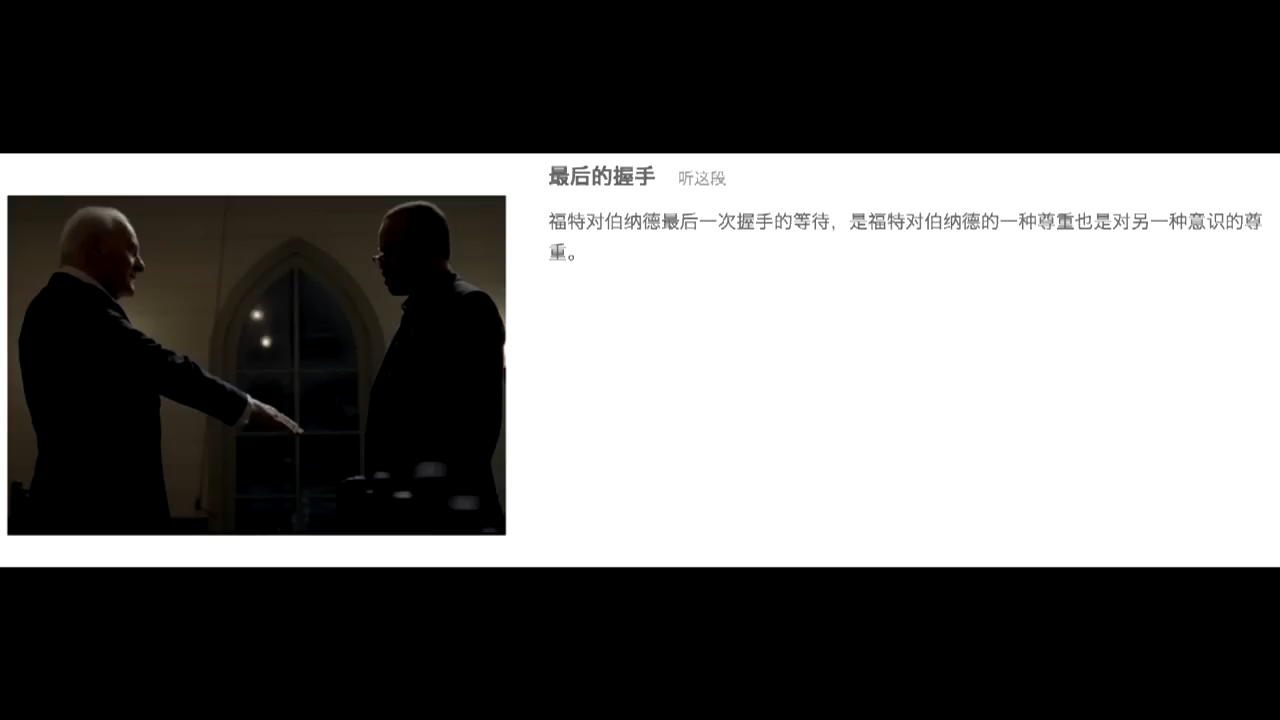 最后的握手 听这段
福特对伯纳德最后一次握手的等待，是福特对伯纳德的一种尊重也是对另一种意识的尊
重。